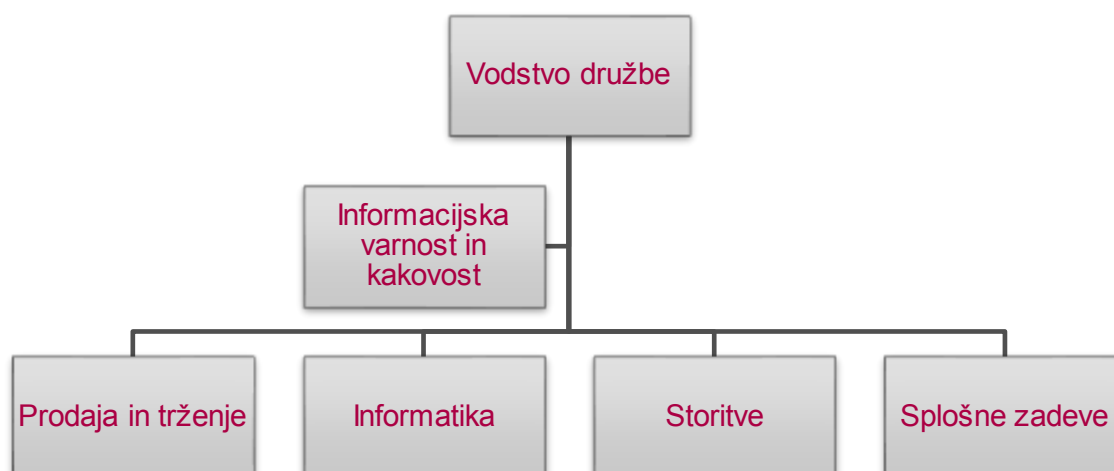 Vodstvo družbe
Informacijska
varnost in
kakovost
Prodaja in trženje
Informatika
Storitve
Splošne zadeve